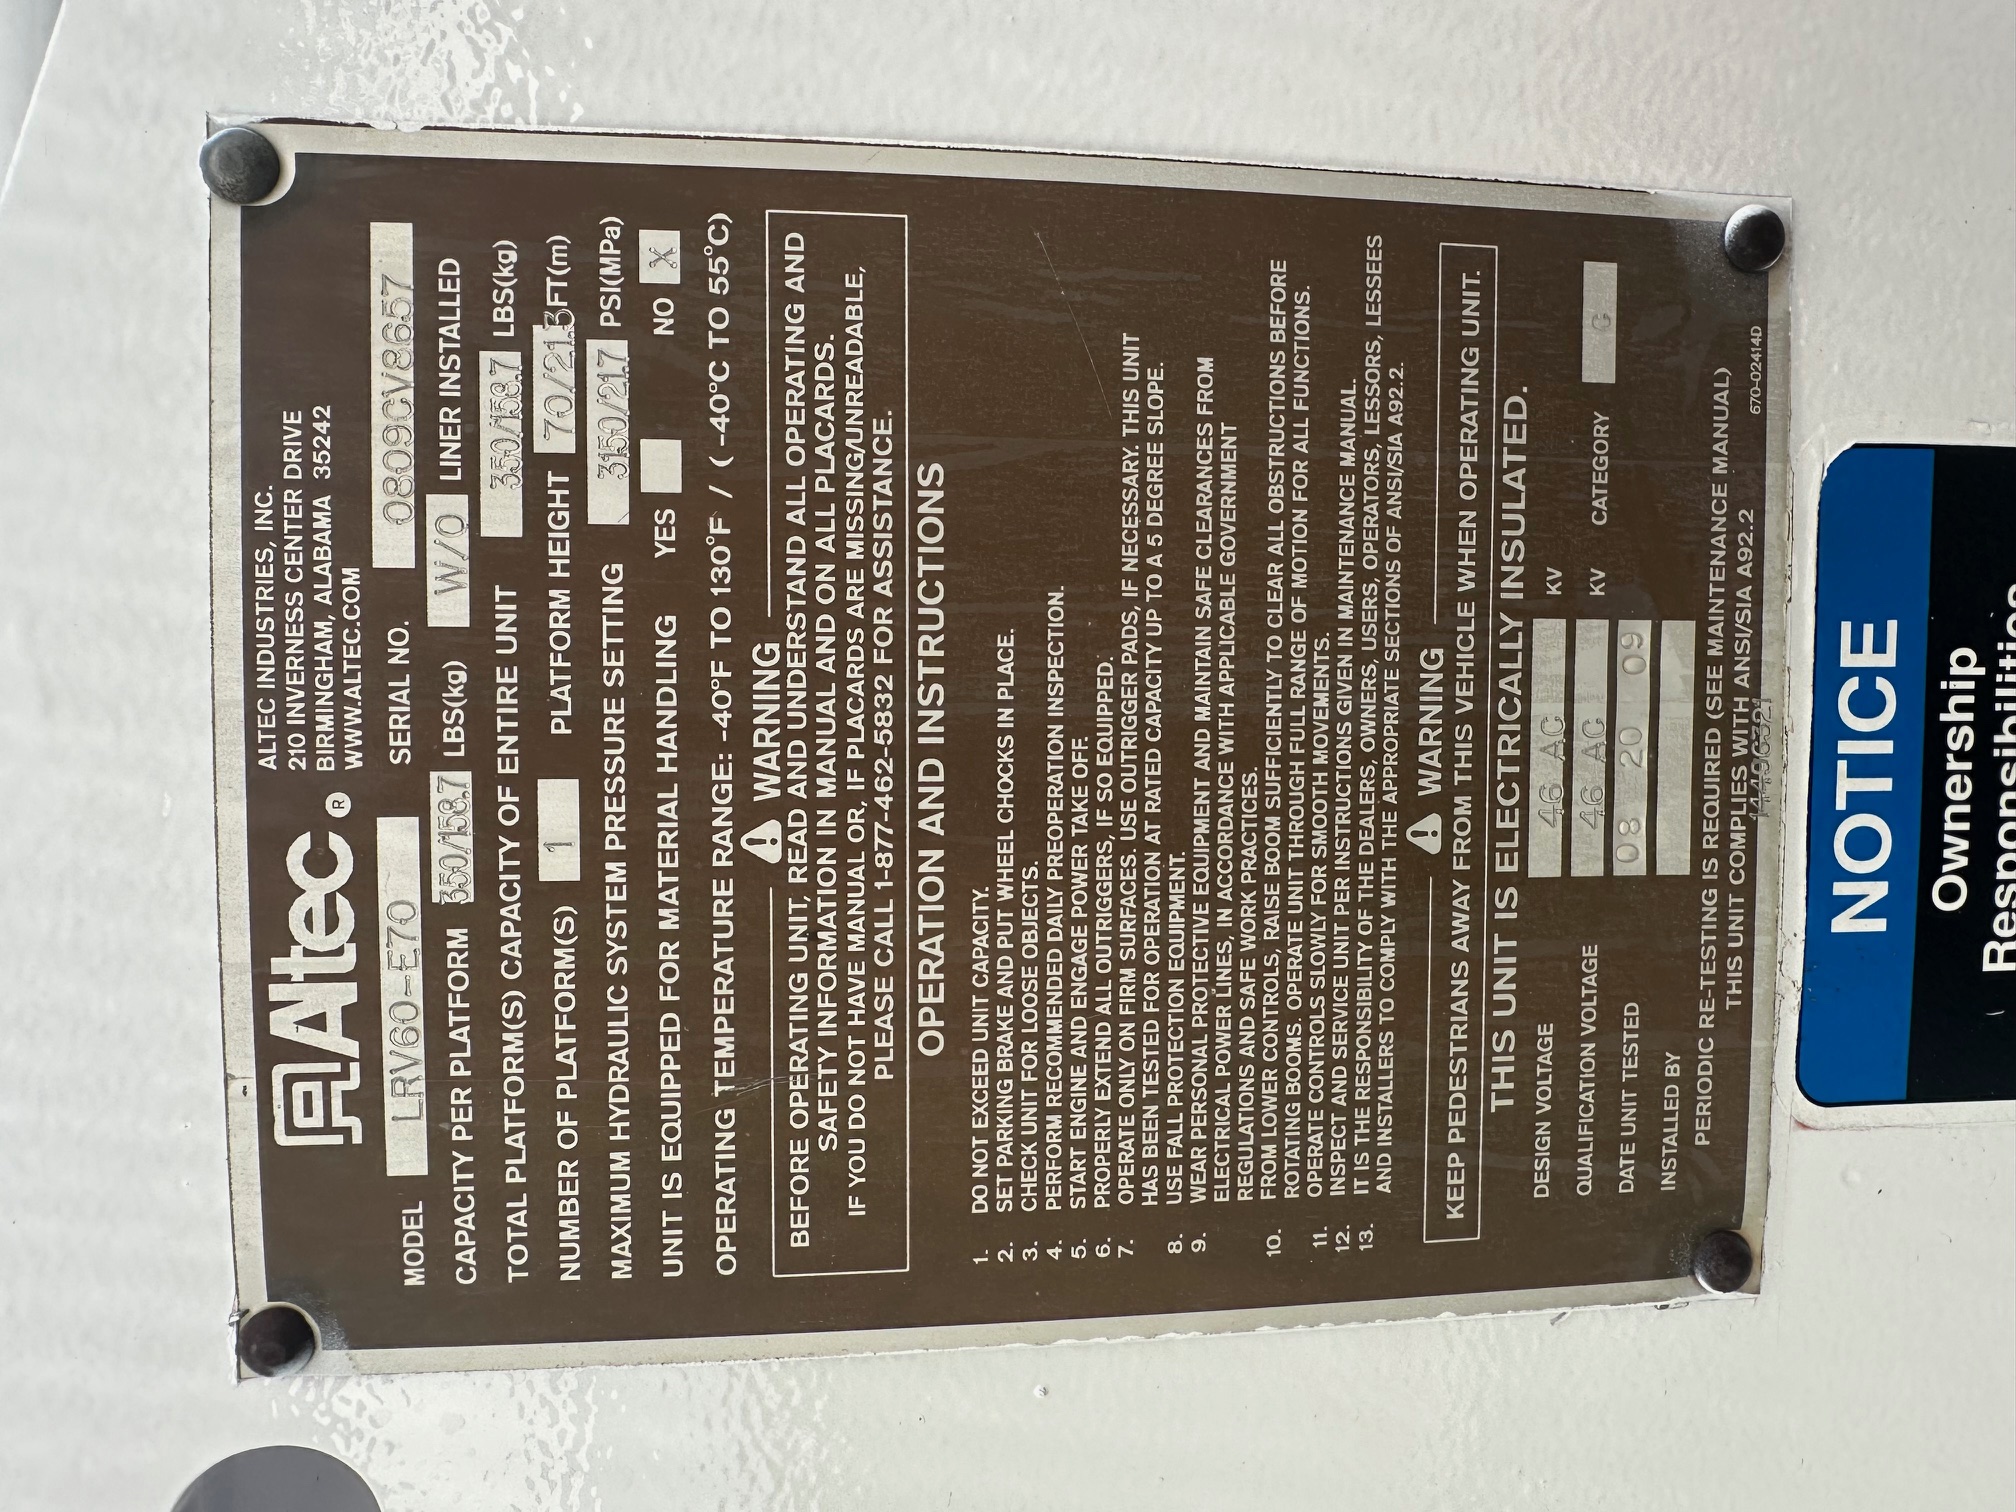 Altec®
ALTEC INDUSTRIES, INC.
210 INVERNESS CENTER DRIVE
BIRMINGHAM, ALABAMA 35242
WWW.ALTEC.COM
MODEL LRV60-E70 SERIAL NO. 0809CV8657
CAPACITY PER PLATFORM 350/158.7 LBS(kg) W/O LINER INSTALLED
TOTAL PLATFORM(S) CAPACITY OF ENTIRE UNIT 350/158.7 LBS(kg)
NUMBER OF PLATFORM(S) 1 PLATFORM HEIGHT 70/21.3 FT(m)
MAXIMUM HYDRAULIC SYSTEM PRESSURE SETTING 3150/21.7 PSI(MPa)
UNIT IS EQUIPPED FOR MATERIAL HANDLING YES NO X
OPERATING TEMPERATURE RANGE: -40°F TO 130°F / ( -40°C TO 55°C)
WARNING
BEFORE OPERATING UNIT, READ AND UNDERSTAND ALL OPERATING AND
SAFETY INFORMATION IN MANUAL AND ON ALL PLACARDS.
IF YOU DO NOT HAVE MANUAL OR, IF PLACARDS ARE MISSING/UNREADABLE,
PLEASE CALL 1-877-462-5832 FOR ASSISTANCE.
OPERATION AND INSTRUCTIONS
1. DO NOT EXCEED UNIT CAPACITY.
2. SET PARKING BRAKE AND PUT WHEEL CHOCKS IN PLACE.
3. CHECK UNIT FOR LOOSE OBJECTS.
4. PERFORM RECOMMENDED DAILY PREOPERATION INSPECTION.
5. START ENGINE AND ENGAGE POWER TAKE OFF.
6. PROPERLY EXTEND ALL OUTRIGGERS, IF SO EQUIPPED.
7. OPERATE ONLY ON FIRM SURFACES. USE OUTRIGGER PADS, IF NECESSARY. THIS UNIT
HAS BEEN TESTED FOR OPERATION AT RATED CAPACITY UP TO A 5 DEGREE SLOPE.
8. USE FALL PROTECTION EQUIPMENT.
9. WEAR PERSONAL PROTECTIVE EQUIPMENT AND MAINTAIN SAFE CLEARANCES FROM
ELECTRICAL POWER LINES, IN ACCORDANCE WITH APPLICABLE GOVERNMENT
REGULATIONS AND SAFE WORK PRACTICES.
10. FROM LOWER CONTROLS, RAISE BOOM SUFFICIENTLY TO CLEAR ALL OBSTRUCTIONS BEFORE
ROTATING BOOMS. OPERATE UNIT THROUGH FULL RANGE OF MOTION FOR ALL FUNCTIONS.
11. OPERATE CONTROLS SLOWLY FOR SMOOTH MOVEMENTS.
12. INSPECT AND SERVICE UNIT PER INSTRUCTIONS GIVEN IN MAINTENANCE MANUAL.
13. IT IS THE RESPONSIBILITY OF THE DEALERS, OWNERS, USERS, OPERATORS, LESSORS, LESSEES
AND INSTALLERS TO COMPLY WITH THE APPROPRIATE SECTIONS OF ANSI/SIA A92.2.
WARNING
KEEP PEDESTRIANS AWAY FROM THIS VEHICLE WHEN OPERATING UNIT.
THIS UNIT IS ELECTRICALLY INSULATED.
DESIGN VOLTAGE 46 AC KV
QUALIFICATION VOLTAGE 46 AC KV CATEGORY C
DATE UNIT TESTED 08 20 09
INSTALLED BY
PERIODIC RE-TESTING IS REQUIRED (SEE MAINTENANCE MANUAL)
THIS UNIT COMPLIES WITH ANSI/SIA A92.2
670-02414D
NOTICE
Ownership
Responsibilities